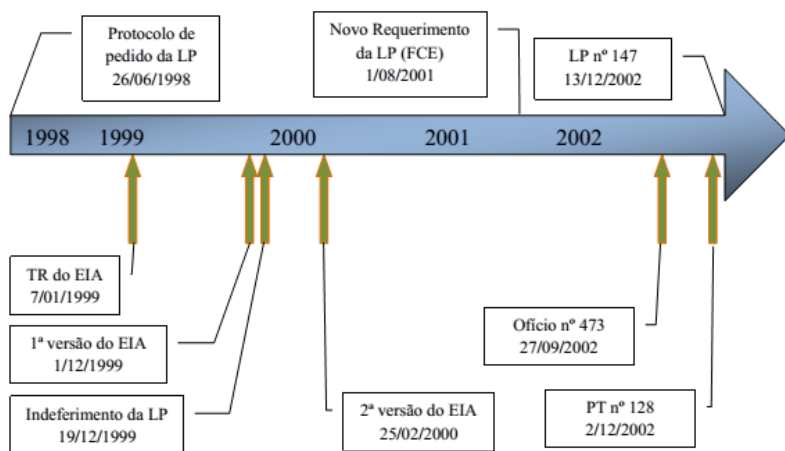 Protocolo de
pedido da LP
26/06/1998
Novo Requerimento
da LP (FCE)
1/08/2001
LP nº 147
13/12/2002
1998
1999
2000
2001
2002
TR do EIA
7/01/1999
1ª versão do EIA
1/12/1999
Indeferimento da LP
19/12/1999
2ª versão do EIA
25/02/2000
Ofício nº 473
27/09/2002
PT nº 128
2/12/2002